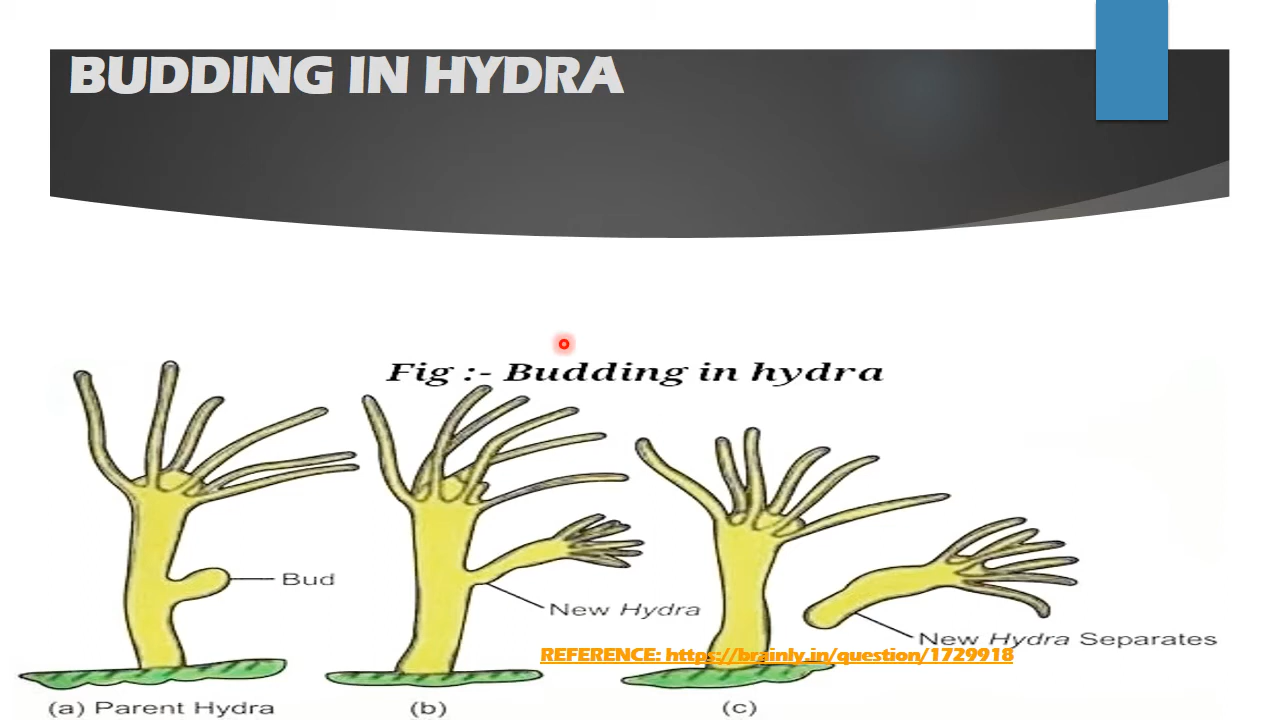 BUDDING IN HYDRA
Fig :- Budding in hydra
Bud
New Hydra
New Hydra Separates
REFERENCE: https://brainly.in/question/1729918
(a) Parent Hydra
(b)
(c)